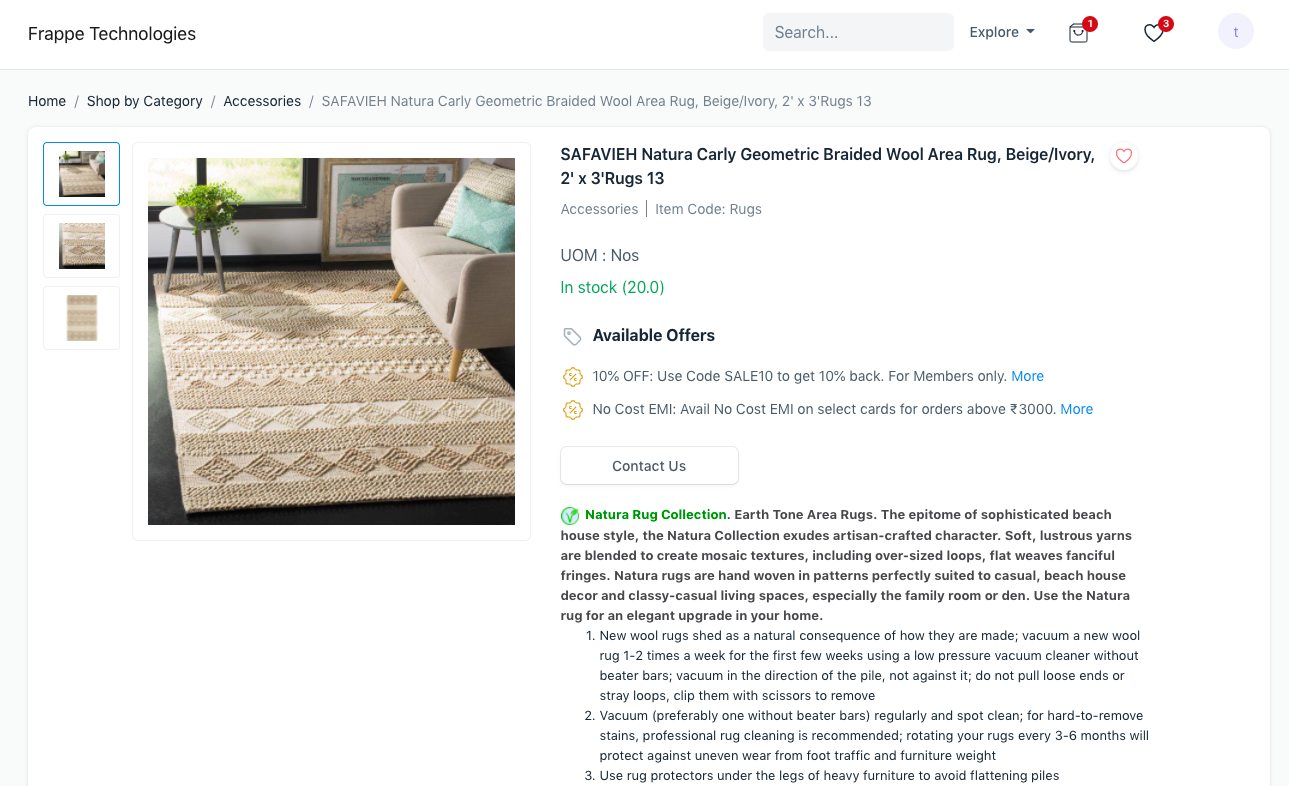 Frappe Technologies
Search...
Explore
1
3
t
Home / Shop by Category / Accessories / SAFAVIEH Natura Carly Geometric Braided Wool Area Rug, Beige/Ivory, 2' x 3'Rugs 13
SAFAVIEH Natura Carly Geometric Braided Wool Area Rug, Beige/Ivory,
2' x 3'Rugs 13
Accessories | Item Code: Rugs
UOM : Nos
In stock (20.0)
Available Offers
10% OFF: Use Code SALE10 to get 10% back. For Members only. More
No Cost EMI: Avail No Cost EMI on select cards for orders above ₹3000. More
Contact Us
Natura Rug Collection. Earth Tone Area Rugs. The epitome of sophisticated beach
house style, the Natura Collection exudes artisan-crafted character. Soft, lustrous yarns
are blended to create mosaic textures, including over-sized loops, flat weaves fanciful
fringes. Natura rugs are hand woven in patterns perfectly suited to casual, beach house
decor and classy-casual living spaces, especially the family room or den. Use the Natura
rug for an elegant upgrade in your home.
1. New wool rugs shed as a natural consequence of how they are made; vacuum a new wool
rug 1-2 times a week for the first few weeks using a low pressure vacuum cleaner without
beater bars; vacuum in the direction of the pile, not against it; do not pull loose ends or
stray loops, clip them with scissors to remove
2. Vacuum (preferably one without beater bars) regularly and spot clean; for hard-to-remove
stains, professional rug cleaning is recommended; rotating your rugs every 3-6 months will
protect against uneven wear from foot traffic and furniture weight
3. Use rug protectors under the legs of heavy furniture to avoid flattening piles